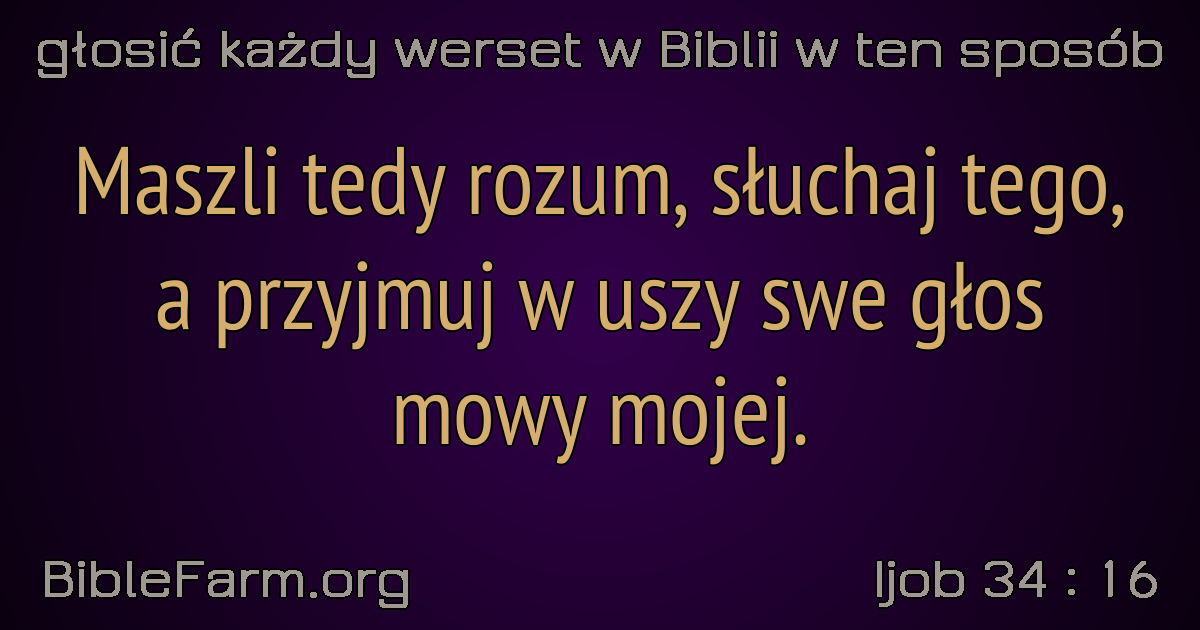 głosić każdy werset w Biblii w ten sposób
Maszli tedy rozum, słuchaj tego,
a przyjmuj w uszy swe głos
mowy mojej.
BibleFarm.org
Ijob 34 : 16